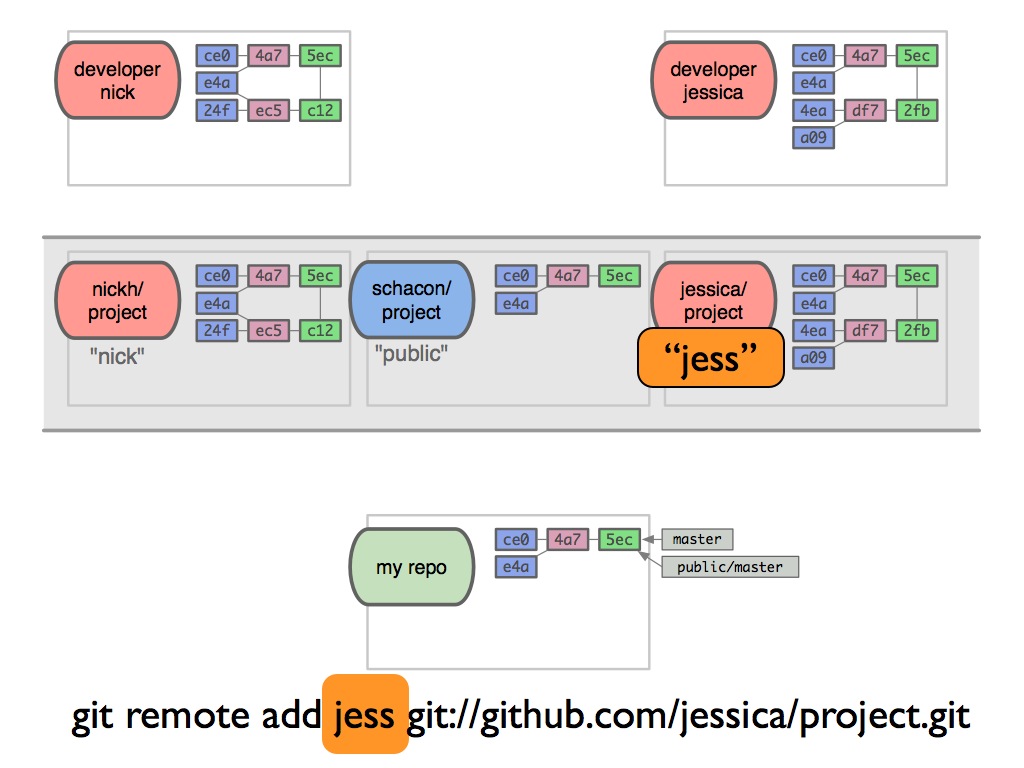 developer
nick
ce0 4a7 5ec
e4a
24f ec5 c12
developer
jessica
ce0 4a7 5ec
e4a
4ea df7 2fb
a09
nickh/
project
"nick"
ce0 4a7 5ec
e4a
24f ec5 c12
schacon/
project
"public"
ce0 4a7 5ec
e4a
jessica/
project
“jess”
ce0 4a7 5ec
e4a
4ea df7 2fb
a09
my repo
ce0 4a7 5ec master
e4a public/master
git remote add jess git://github.com/jessica/project.git